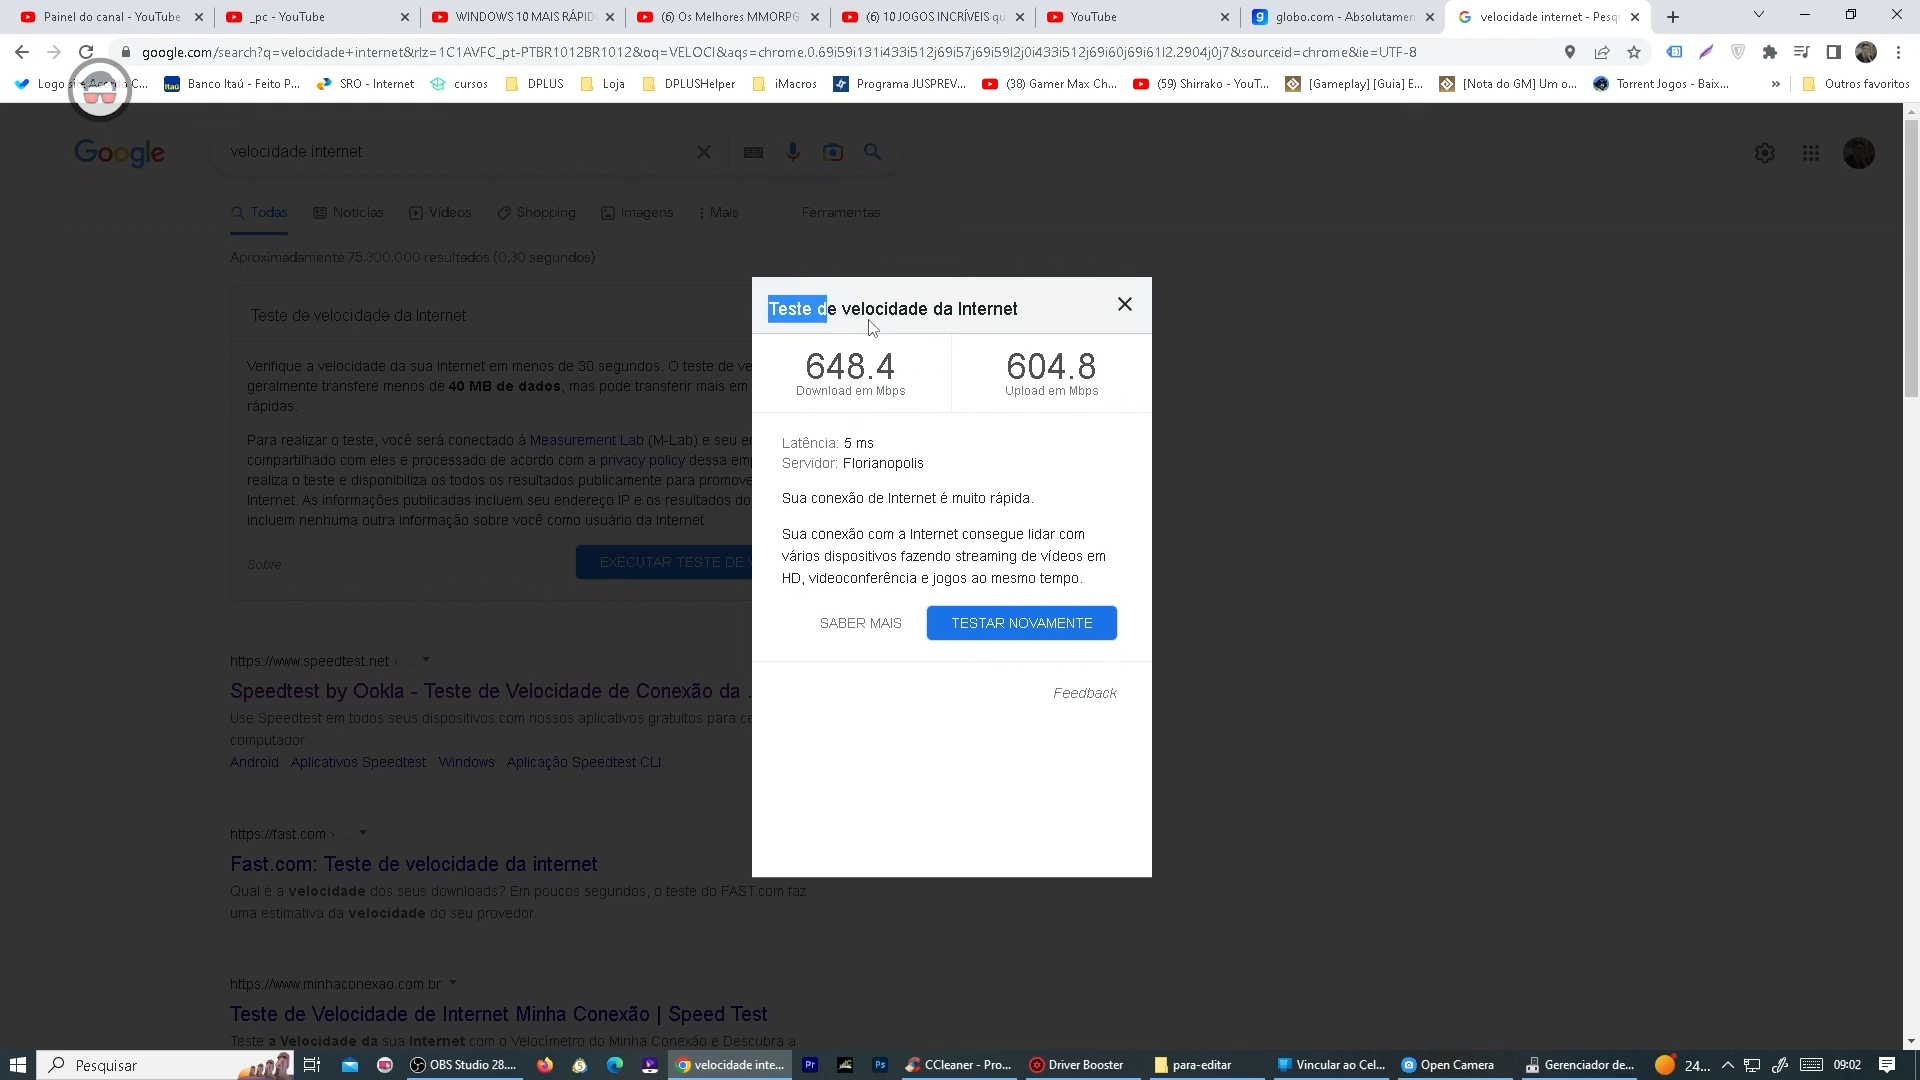 Painel do canal - YouTube
_pc - YouTube
WINDOWS 10 MAIS RÁPID
(6) Os Melhores MMORPG
(6) 10 JOGOS INCRÍVEIS qu
YouTube
globo.com - Absolutamen
velocidade internet - Pesqu
google.com/search?q=velocidade+internet&rlz=1C1AVFC_pt-PTBR1012BR1012&oq=VELOCI&aqs=chrome.0.69i59i131i433i512j69i57j69i59l2j0i433i512j69i60j69i61l2.2904j0j7&sourceid=chrome&ie=UTF-8
Banco Itaú - Feito P...
SRO - Internet
cursos
DPLUS
Loja
DPLUSHelper
iMacros
Programa JUSPREV...
(38) Gamer Max Ch...
(59) Shirrako - YouT...
[Gameplay] [Guia] E...
[Nota do GM] Um o...
Torrent Jogos - Baix...
Outros favoritos
Google
velocidade internet
Todas
Notícias
Vídeos
Shopping
Imagens
Mais
Ferramentas
Aproximadamente 75.300.000 resultados (0,30 segundos)
Teste de velocidade da Internet
Verifique a velocidade da sua Internet em menos de 30 segundos. O teste de ve
geralmente transfere menos de 40 MB de dados, mas pode transferir mais em
rápidas.
Para realizar o teste, você será conectado à Measurement Lab (M-Lab) e seu en
compartilhado com eles e processado de acordo com a privacy policy dessa emp
realiza o teste e disponibiliza os todos os resultados publicamente para promove
Internet. As informações publicadas incluem seu endereço IP e os resultados do
incluem nenhuma outra informação sobre você como usuário da Internet.
Sobre
EXECUTAR TESTE DE V
Teste de velocidade da Internet
648.4
Download em Mbps
604.8
Upload em Mbps
Latência: 5 ms
Servidor: Florianopolis
Sua conexão de Internet é muito rápida.
Sua conexão com a Internet consegue lidar com
vários dispositivos fazendo streaming de vídeos em
HD, videoconferência e jogos ao mesmo tempo.
SABER MAIS
TESTAR NOVAMENTE
Feedback
https://www.speedtest.net › ...
Speedtest by Ookla - Teste de Velocidade de Conexão da .
Use Speedtest em todos seus dispositivos com nossos aplicativos gratuitos para ce
computador.
Android
Aplicativos Speedtest
Windows
Aplicação Speedtest CLI
https://fast.com › ...
Fast.com: Teste de velocidade da internet
Qual é a velocidade dos seus downloads? Em poucos segundos, o teste do FAST.com faz
uma estimativa da velocidade do seu provedor.
https://www.minhaconexao.com.br
Teste de Velocidade de Internet Minha Conexão | Speed Test
Teste a Velocidade da sua Internet com o Velocímetro do Minha Conexão e Descubra a
Pesquisar
OBS Studio 28....
velocidade inte...
Pr
Ps
CCleaner - Pro...
Driver Booster
para-editar
Vincular ao Cel...
Open Camera
Gerenciador de...
24...
09:02